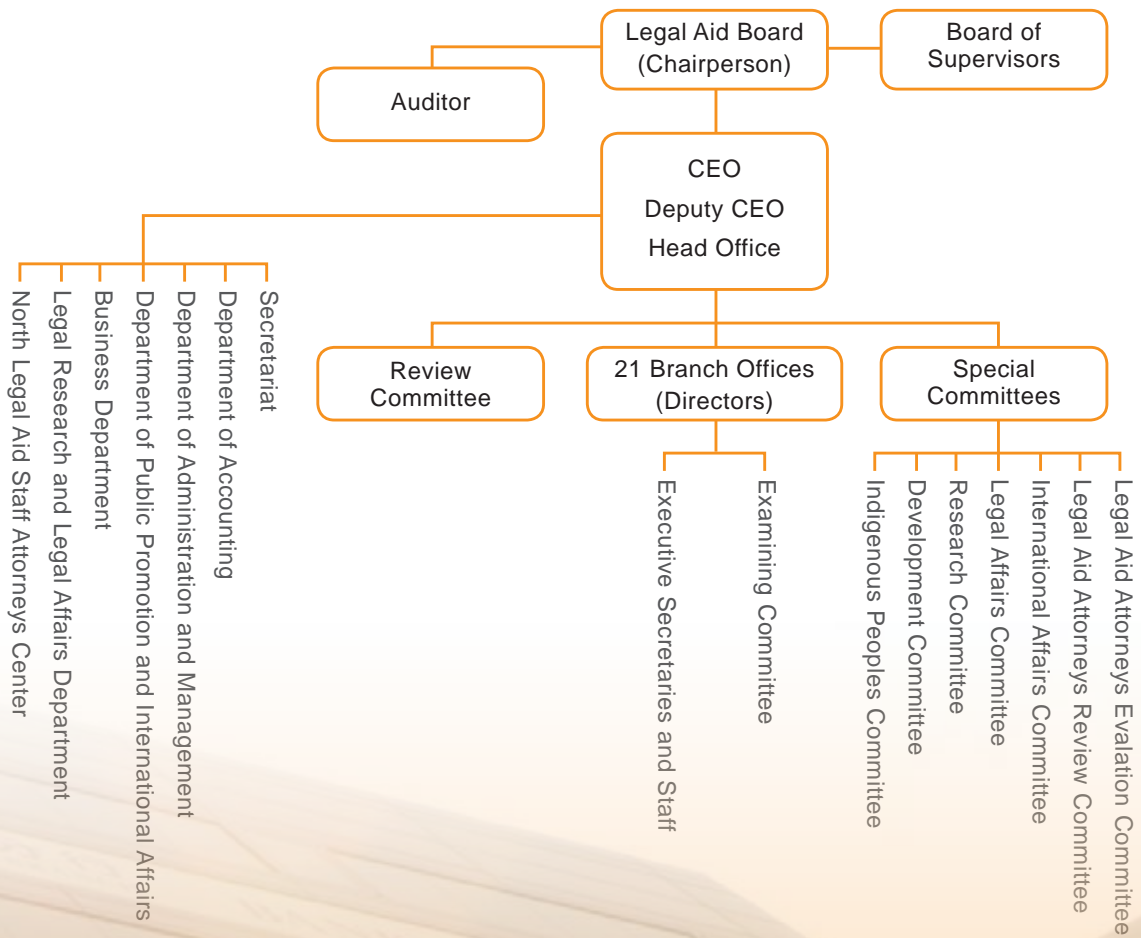 Legal Aid Board
(Chairperson)
Board of
Supervisors
Auditor
CEO
Deputy CEO
Head Office
North Legal Aid Staff Attorneys Center
Legal Research and Legal Affairs Department
Business Department
Department of Public Promotion and International Affairs
Department of Administration and Management
Department of Accounting
Secretariat
Review
Committee
21 Branch Offices
(Directors)
Special
Committees
Executive Secretaries and Staff
Examining Committee
Indigenous Peoples Committee
Development Committee
Research Committee
Legal Affairs Committee
International Affairs Committee
Legal Aid Attorneys Review Committee
Legal Aid Attorneys Evalation Committee